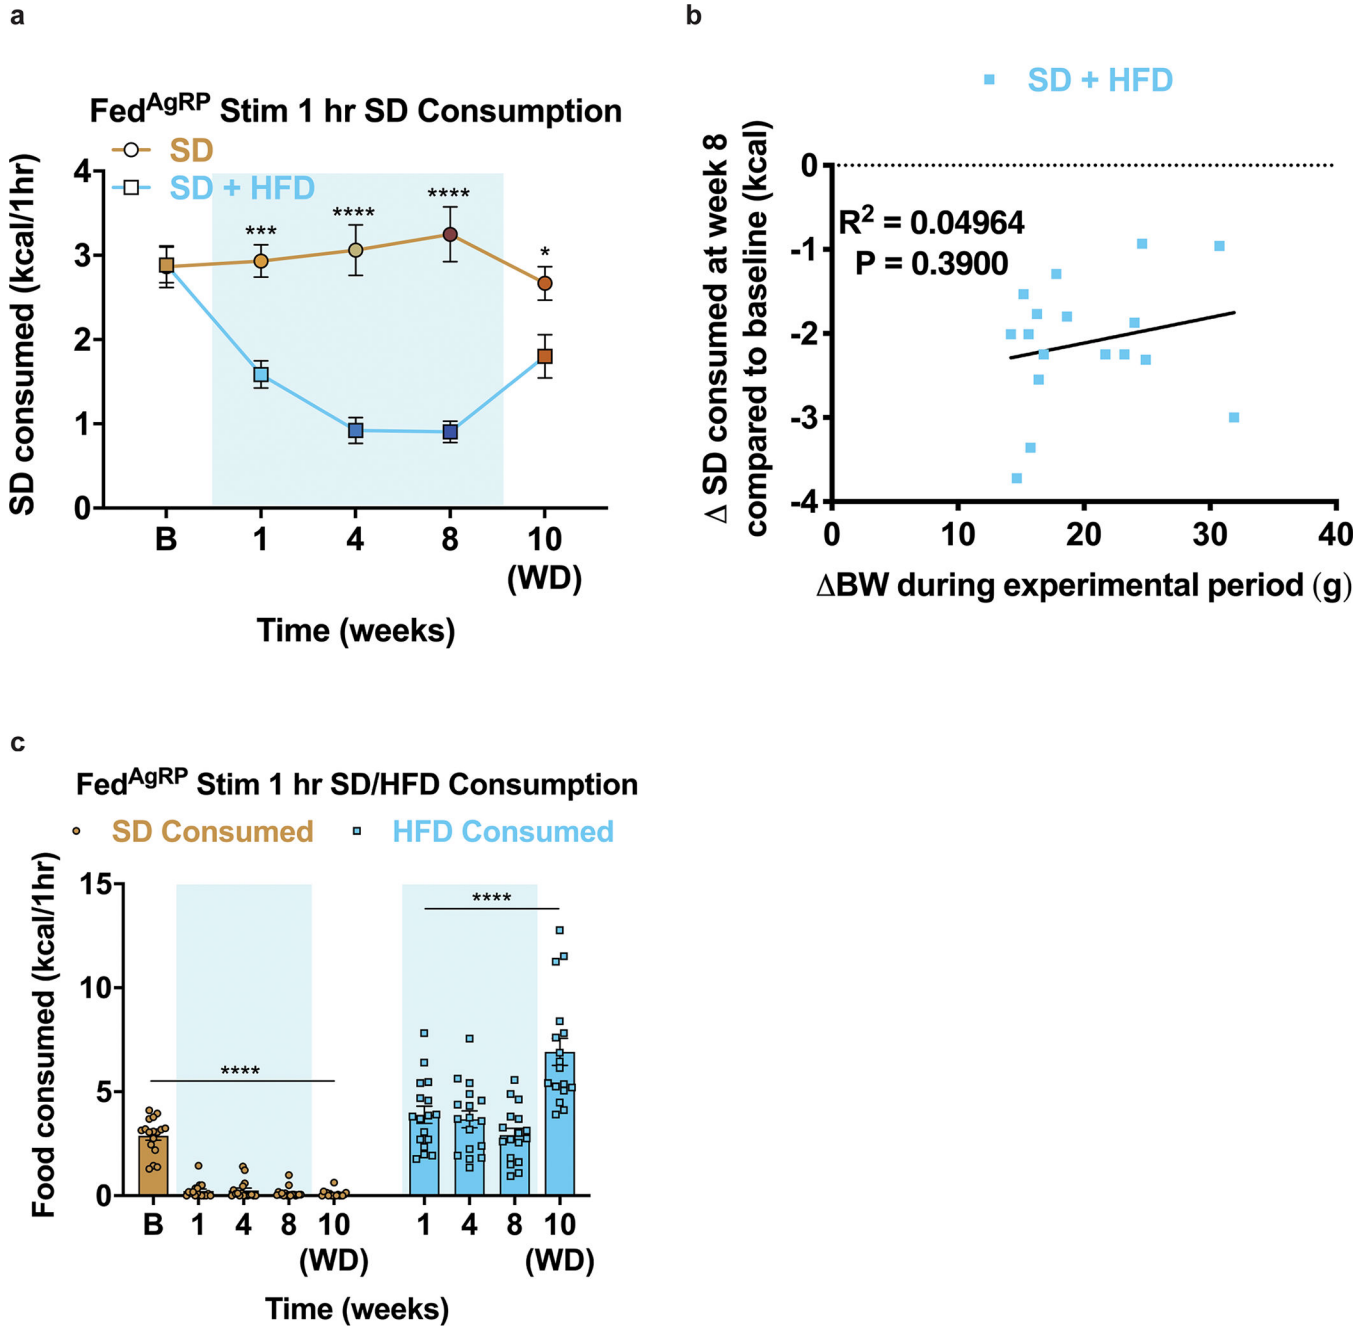 a
Fed^AgRP Stim 1 hr SD Consumption
SD
SD + HFD
SD consumed (kcal/1hr)
4
3
2
1
0
***
****
****
*
B 1 4 8 10
(WD)
Time (weeks)
b
SD + HFD
Δ SD consumed at week 8
compared to baseline (kcal)
0
-1
-2
-3
-4
R² = 0.04964
P = 0.3900
0 10 20 30 40
ΔBW during experimental period (g)
c
Fed^AgRP Stim 1 hr SD/HFD Consumption
SD Consumed HFD Consumed
Food consumed (kcal/1hr)
15
10
5
0
****
****
B 1 4 8 10 1 4 8 10
(WD) (WD)
Time (weeks)